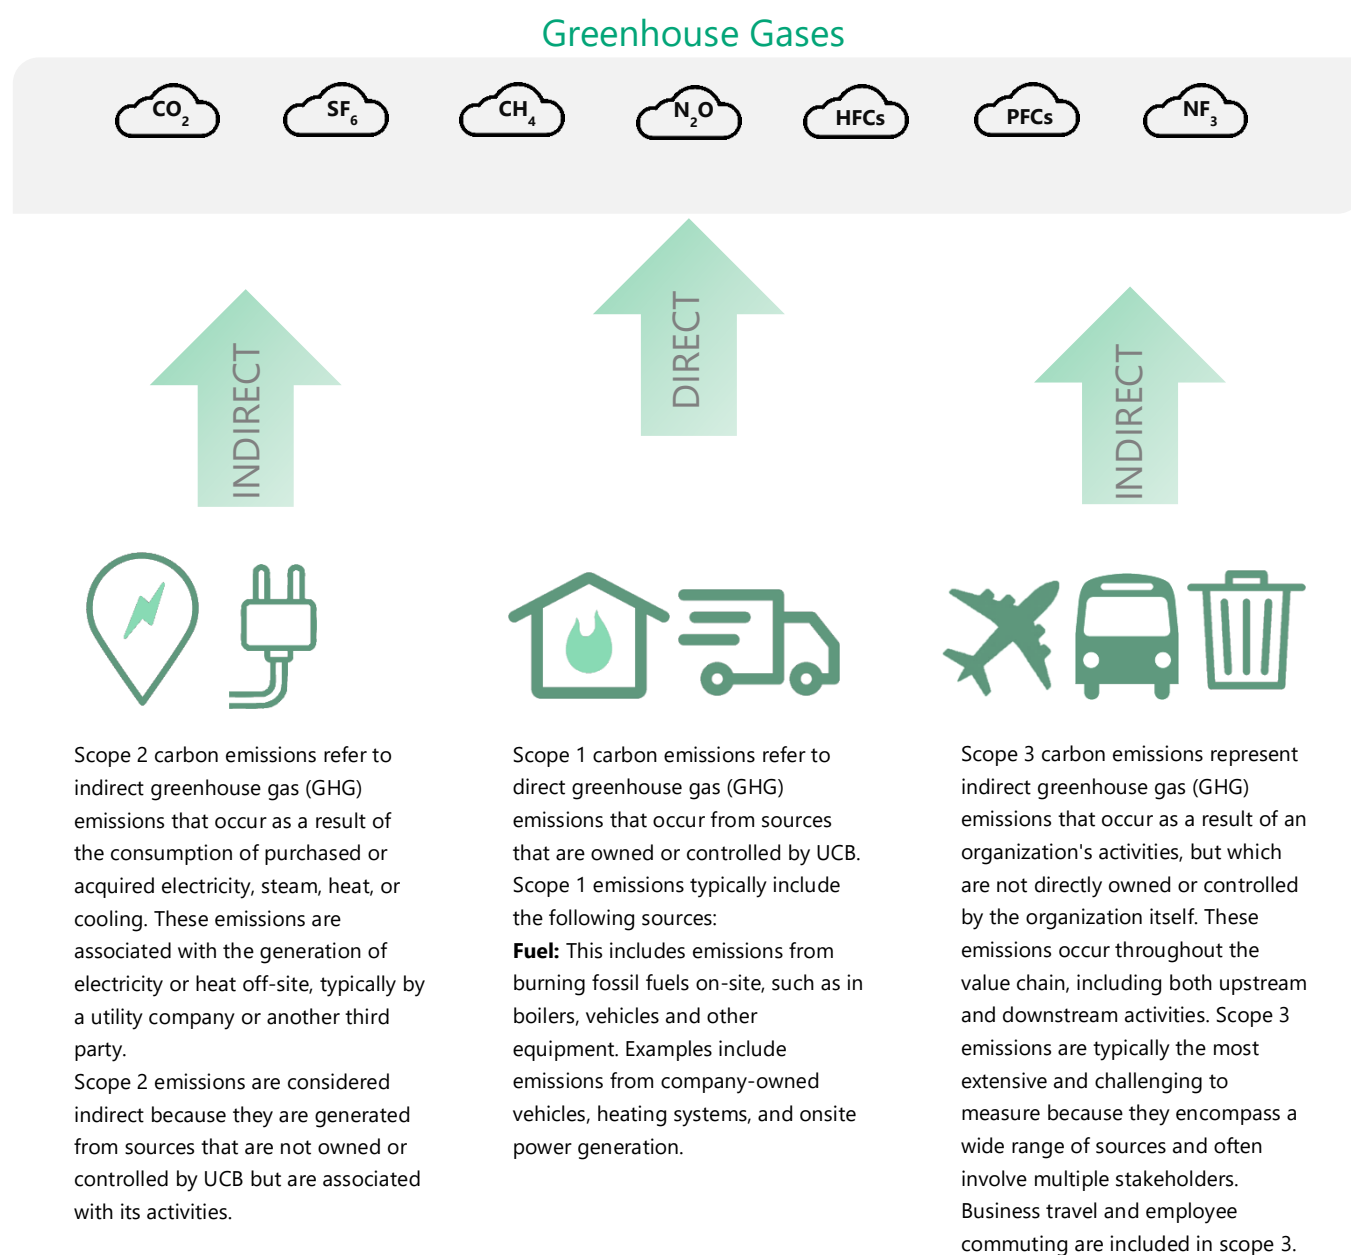 Greenhouse Gases
CO2
SF6
CH4
N2O
HFCs
PFCs
NF3
INDIRECT
DIRECT
INDIRECT
Scope 2 carbon emissions refer to
indirect greenhouse gas (GHG)
emissions that occur as a result of
the consumption of purchased or
acquired electricity, steam, heat, or
cooling. These emissions are
associated with the generation of
electricity or heat off-site, typically by
a utility company or another third
party.
Scope 2 emissions are considered
indirect because they are generated
from sources that are not owned or
controlled by UCB but are associated
with its activities.
Scope 1 carbon emissions refer to
direct greenhouse gas (GHG)
emissions that occur from sources
that are owned or controlled by UCB.
Scope 1 emissions typically include
the following sources:
Fuel: This includes emissions from
burning fossil fuels on-site, such as in
boilers, vehicles and other
equipment. Examples include
emissions from company-owned
vehicles, heating systems, and onsite
power generation.
Scope 3 carbon emissions represent
indirect greenhouse gas (GHG)
emissions that occur as a result of an
organization's activities, but which
are not directly owned or controlled
by the organization itself. These
emissions occur throughout the
value chain, including both upstream
and downstream activities. Scope 3
emissions are typically the most
extensive and challenging to
measure because they encompass a
wide range of sources and often
involve multiple stakeholders.
Business travel and employee
commuting are included in scope 3.